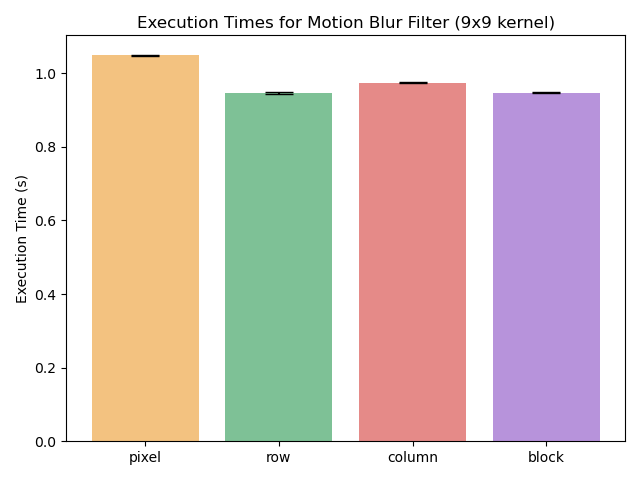 Execution Times for Motion Blur Filter (9x9 kernel)
Execution Time (s)
1.0
0.8
0.6
0.4
0.2
0.0
pixel row column block